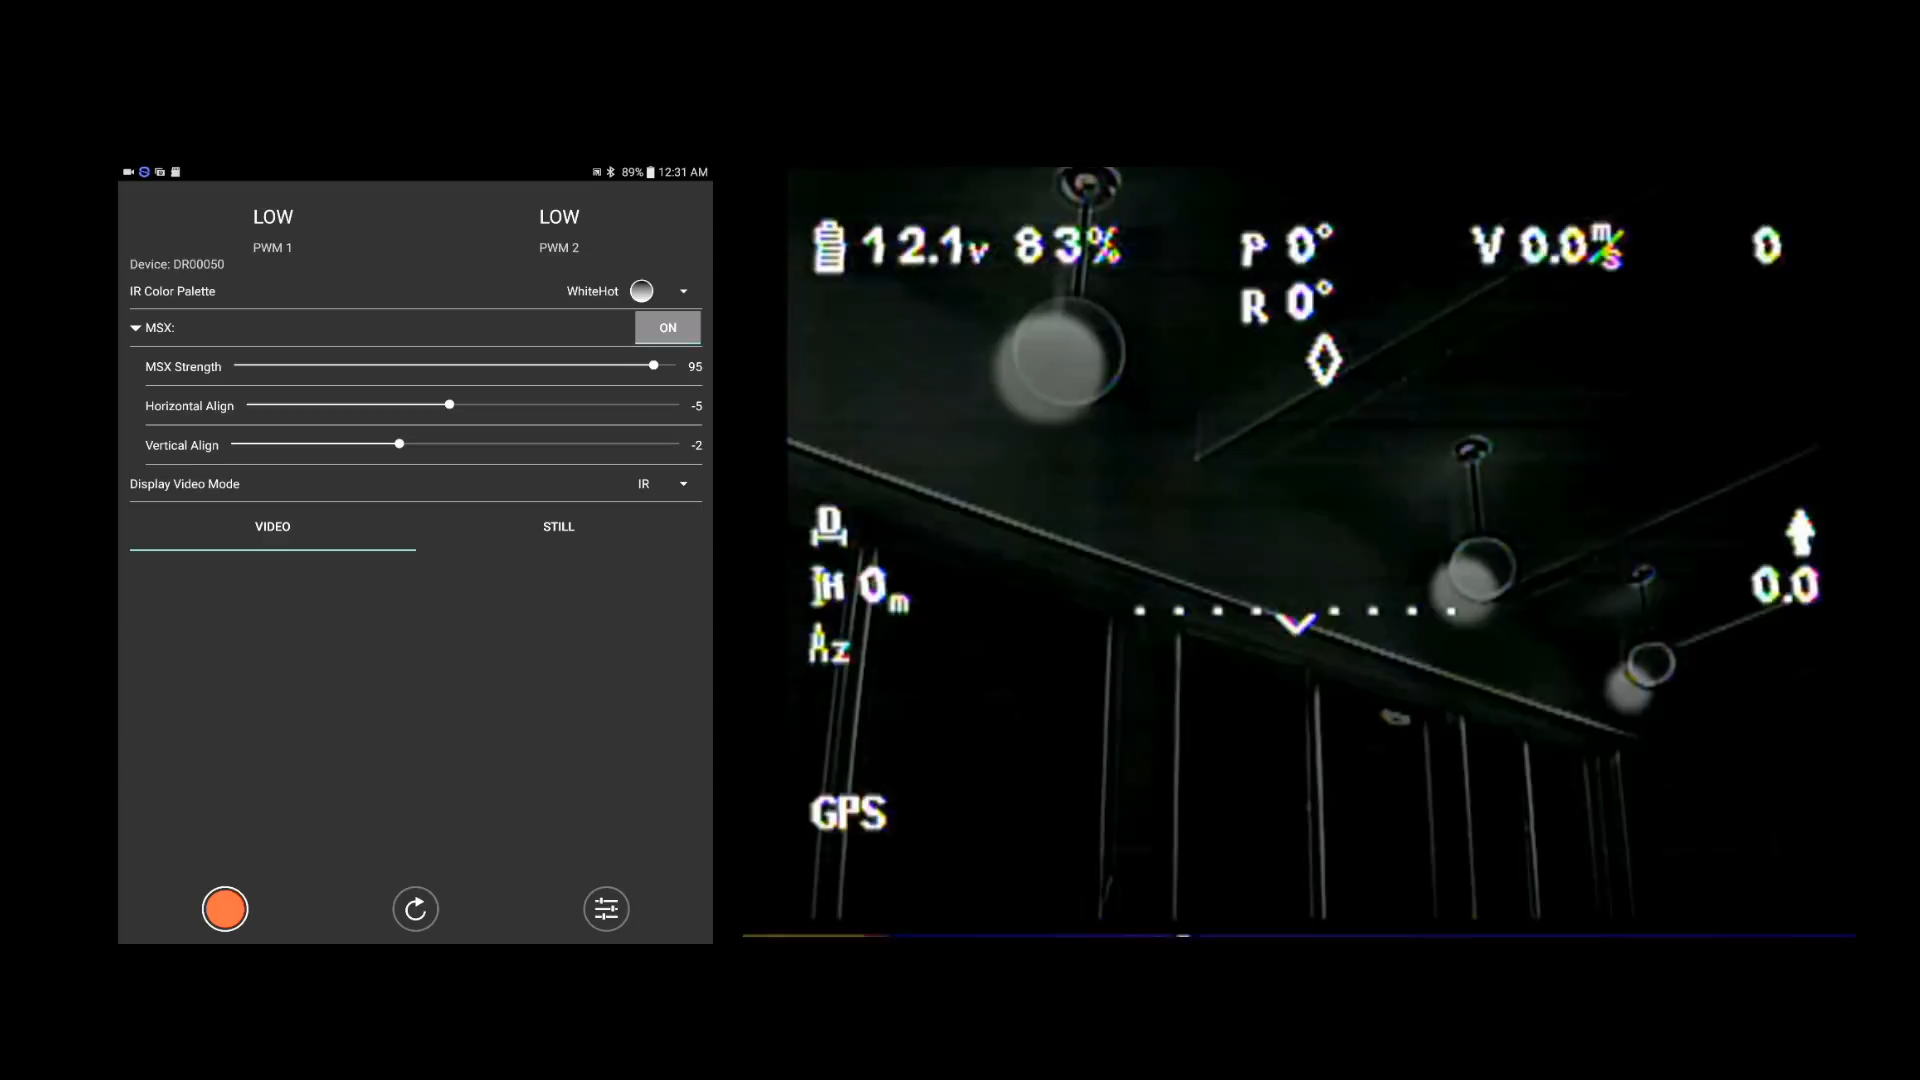 89% 12:31 AM
LOW LOW
PWM 1 PWM 2
Device: DR00050
IR Color Palette WhiteHot
MSX: ON
MSX Strength 95
Horizontal Align -5
Vertical Align -2
Display Video Mode IR
VIDEO STILL
12.1v 83% P 0° V 0.0m/s 0
R 0°
D
H 0m
0.0
Az
GPS